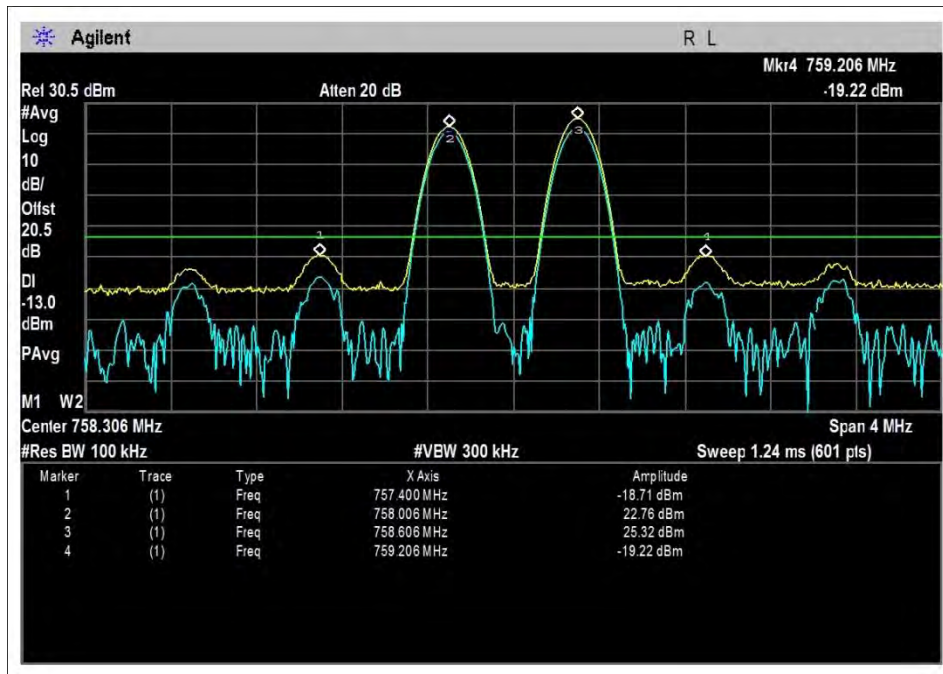 Agilent R L
Mkr4 759.206 MHz
Ref 30.5 dBm Atten 20 dB -19.22 dBm
#Avg
Log
10
dB/
Offst
20.5
dB
DI
-13.0
dBm
PAvg
1
2
3
4
M1 W2
Center 758.306 MHz Span 4 MHz
#Res BW 100 kHz #VBW 300 kHz Sweep 1.24 ms (601 pts)
Marker Trace Type X Axis Amplitude
1 (1) Freq 757.400 MHz -18.71 dBm
2 (1) Freq 758.006 MHz 22.76 dBm
3 (1) Freq 758.606 MHz 25.32 dBm
4 (1) Freq 759.206 MHz -19.22 dBm